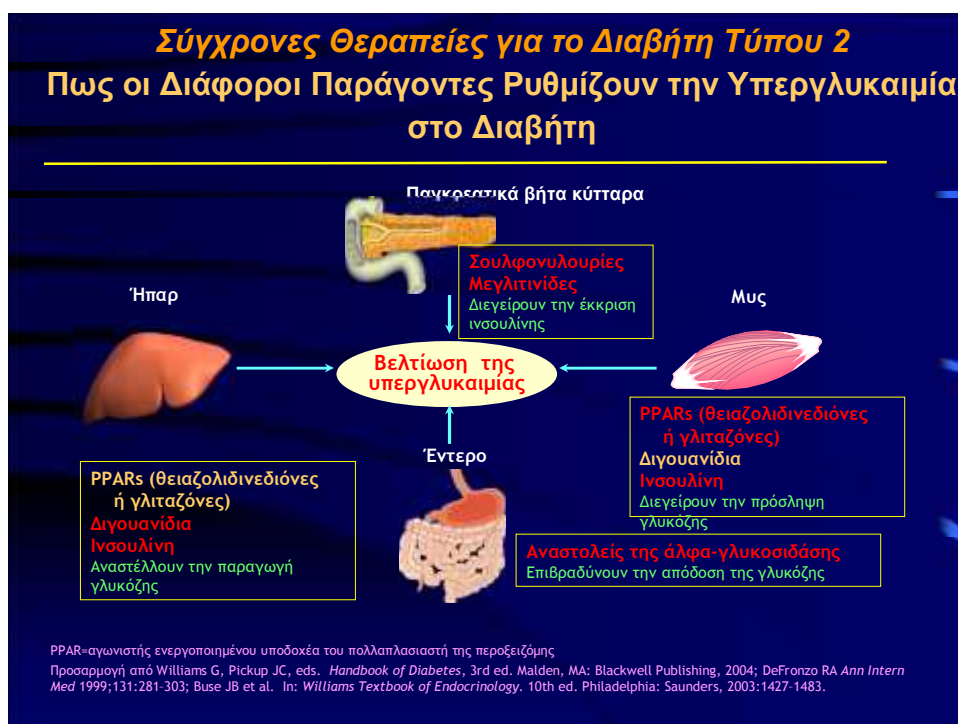 Σύγχρονες Θεραπείες για το Διαβήτη Τύπου 2
Πως οι Διάφοροι Παράγοντες Ρυθμίζουν την Υπεργλυκαιμία
στο Διαβήτη
Παγκρεατικά βήτα κύτταρα
Σουλφονυλουρίες
Μεγλιτινίδες
Διεγείρουν την έκκριση
ινσουλίνης
Ήπαρ
Μυς
Βελτίωση της
υπεργλυκαιμίας
PPARs (θειαζολιδινεδιόνες
ή γλιταζόνες)
Διγουανίδια
Ινσουλίνη
Διεγείρουν την πρόσληψη
γλυκόζης
Έντερο
PPARs (θειαζολιδινεδιόνες
ή γλιταζόνες)
Διγουανίδια
Ινσουλίνη
Αναστέλλουν την παραγωγή
γλυκόζης
Αναστολείς της άλφα-γλυκοσιδάσης
Επιβραδύνουν την απόδοση της γλυκόζης
PPAR=αγωνιστής ενεργοποιημένου υποδοχέα του πολλαπλασιαστή της περοξειζόμης
Προσαρμογή από Williams G, Pickup JC, eds. Handbook of Diabetes, 3rd ed. Malden, MA: Blackwell Publishing, 2004; DeFronzo RA Ann Intern
Med 1999;131:281–303; Buse JB et al. In: Williams Textbook of Endocrinology. 10th ed. Philadelphia: Saunders, 2003:1427–1483.